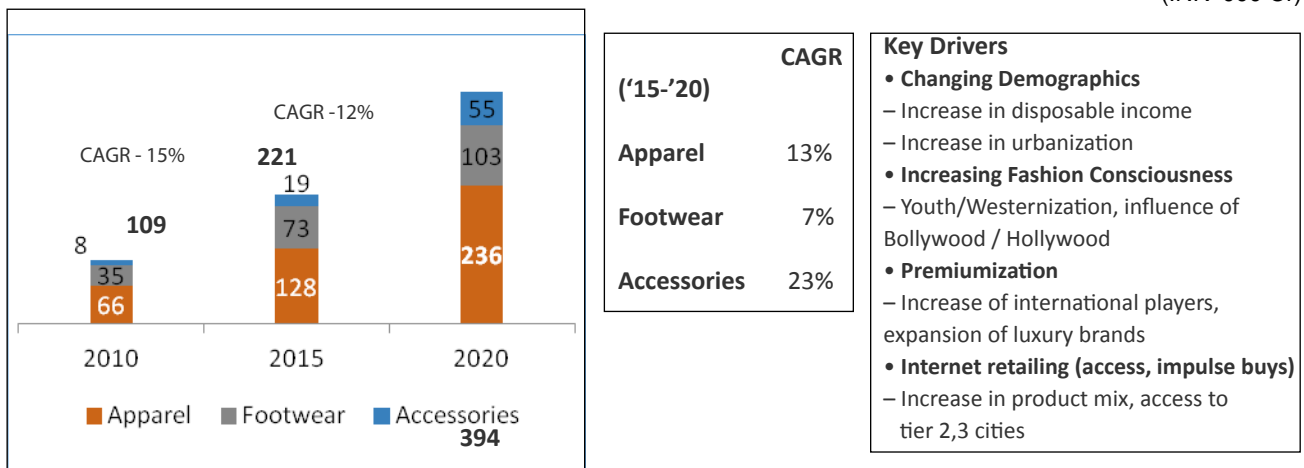 CAGR -12%
CAGR - 15%
221
109
8
35
66
19
73
128
55
103
236
2010 2015 2020
Apparel Footwear Accessories
394
CAGR
(‘15-’20)
Apparel 13%
Footwear 7%
Accessories 23%
Key Drivers
• Changing Demographics
– Increase in disposable income
– Increase in urbanization
• Increasing Fashion Consciousness
– Youth/Westernization, influence of
Bollywood / Hollywood
• Premiumization
– Increase of international players,
expansion of luxury brands
• Internet retailing (access, impulse buys)
– Increase in product mix, access to
tier 2,3 cities